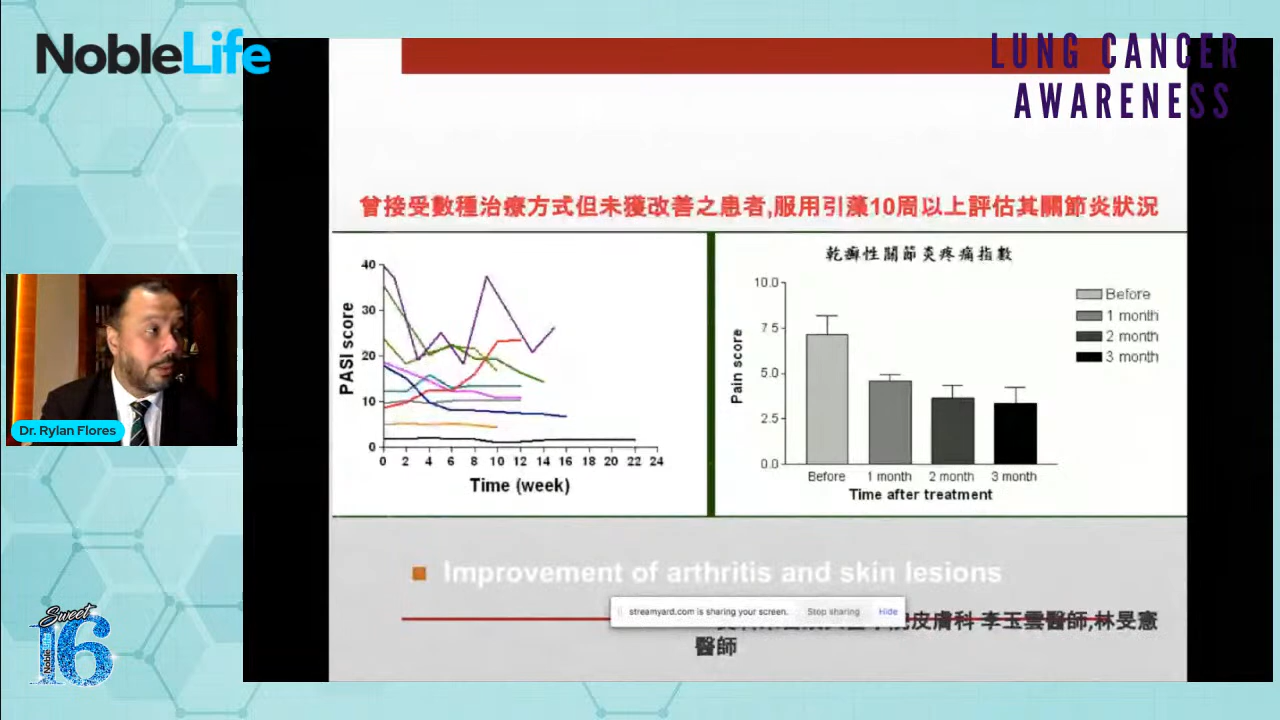 NobleLife
LUNG CANCER
AWARENESS
曾接受數種治療方式但未獲改善之患者,服用引藻10周以上評估其關節炎狀況
PASI score
40
30
20
10
0
0 2 4 6 8 10 12 14 16 18 20 22 24
Time (week)
乾癬性關節炎疼痛指數
Pain score
10.0
7.5
5.0
2.5
0.0
Before 1 month 2 month 3 month
Time after treatment
Before
1 month
2 month
3 month
Dr. Rylan Flores
Improvement of arthritis and skin lesions
streamyard.com is sharing your screen. Stop sharing Hide
皮膚科 李玉雲醫師,林旻憲
醫師
Sweet
16
NobleLife